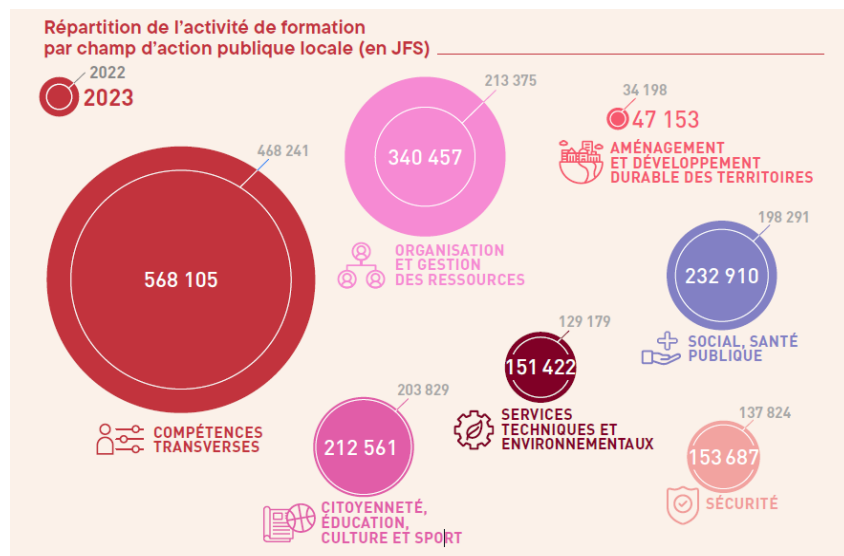 Répartition de l'activité de formation
par champ d'action publique locale (en JFS)
2022
2023
468 241
568 105
COMPÉTENCES
TRANSVERSES
213 375
340 457
ORGANISATION
ET GESTION
DES RESSOURCES
34 198
47 153
AMÉNAGEMENT
ET DÉVELOPPEMENT
DURABLE DES TERRITOIRES
198 291
232 910
SOCIAL, SANTÉ
PUBLIQUE
129 179
151 422
SERVICES
TECHNIQUES ET
ENVIRONNEMENTAUX
203 829
212 561
CITOYENNETÉ,
ÉDUCATION,
CULTURE ET SPORT
137 824
153 687
SÉCURITÉ